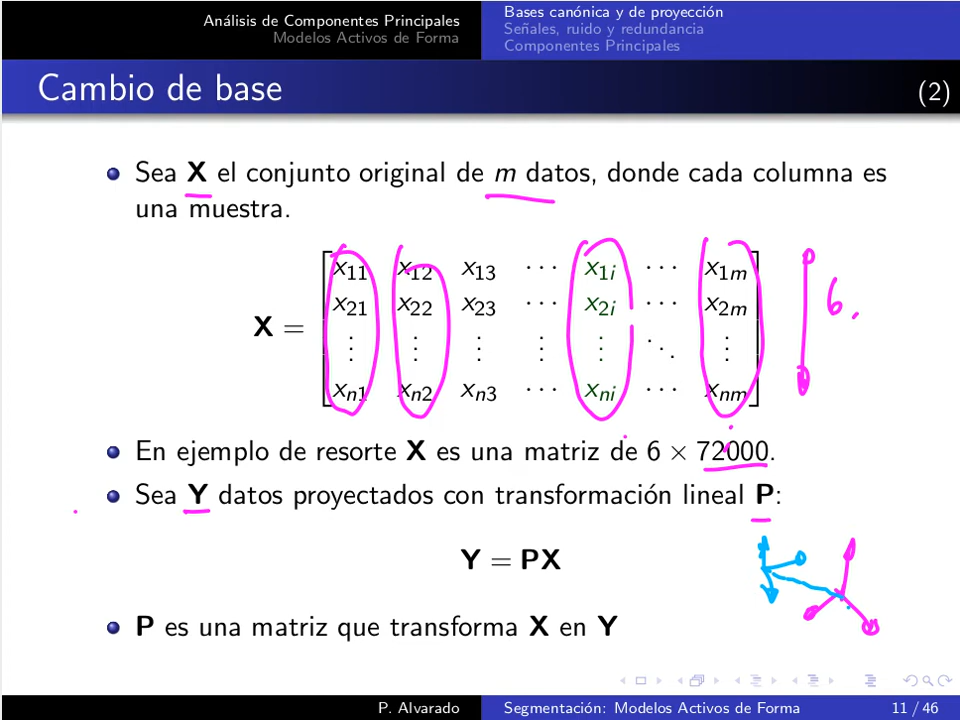 Análisis de Componentes Principales
Modelos Activos de Forma
Bases canónica y de proyección
Señales, ruido y redundancia
Componentes Principales
Cambio de base (2)
Sea X el conjunto original de m datos, donde cada columna es
una muestra.
X =
x11 x12 x13 ··· x1i ··· x1m
x21 x22 x23 ··· x2i ··· x2m
⋮ ⋮ ⋮ ⋮ ⋮ ⋱ ⋮
xn1 xn2 xn3 ··· xni ··· xnm
6.
En ejemplo de resorte X es una matriz de 6 × 72000.
Sea Y datos proyectados con transformación lineal P:
Y = PX
P es una matriz que transforma X en Y
P. Alvarado Segmentación: Modelos Activos de Forma 11 / 46